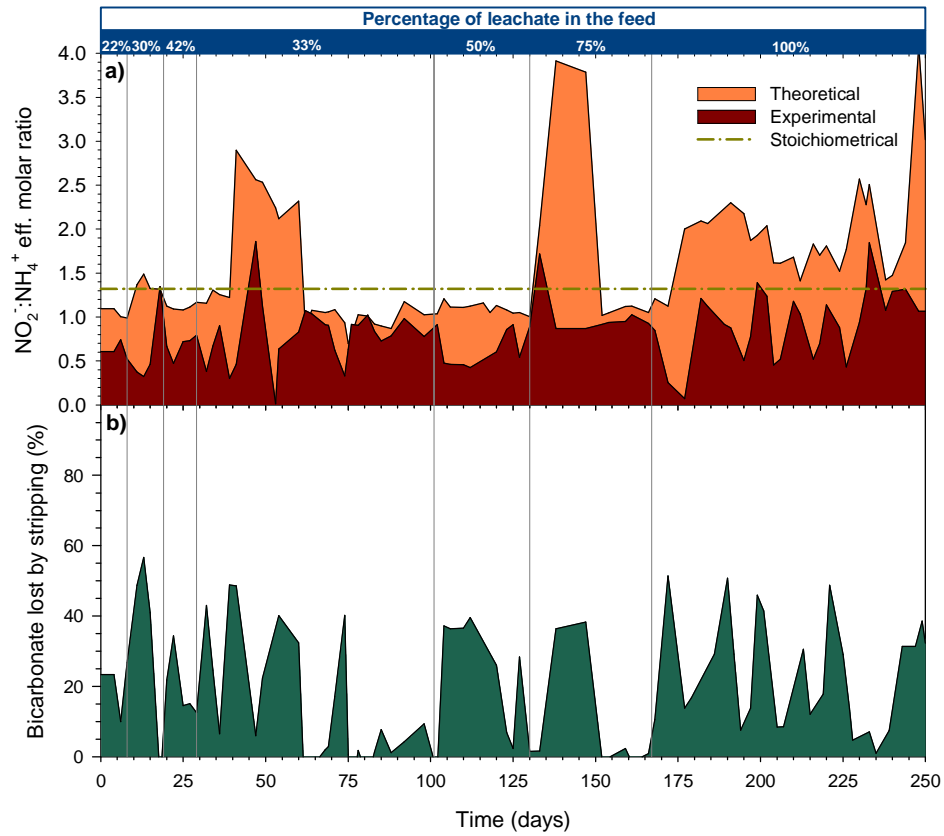 Percentage of leachate in the feed
22% 30% 42% 33% 50% 75% 100%
a)
4.0
3.5
3.0
2.5
2.0
1.5
1.0
0.5
0.0
NO₂⁻:NH₄⁺ eff. molar ratio
Theoretical
Experimental
Stoichiometrical
b)
80
60
40
20
0
Bicarbonate lost by stripping (%)
0 25 50 75 100 125 150 175 200 225 250
Time (days)